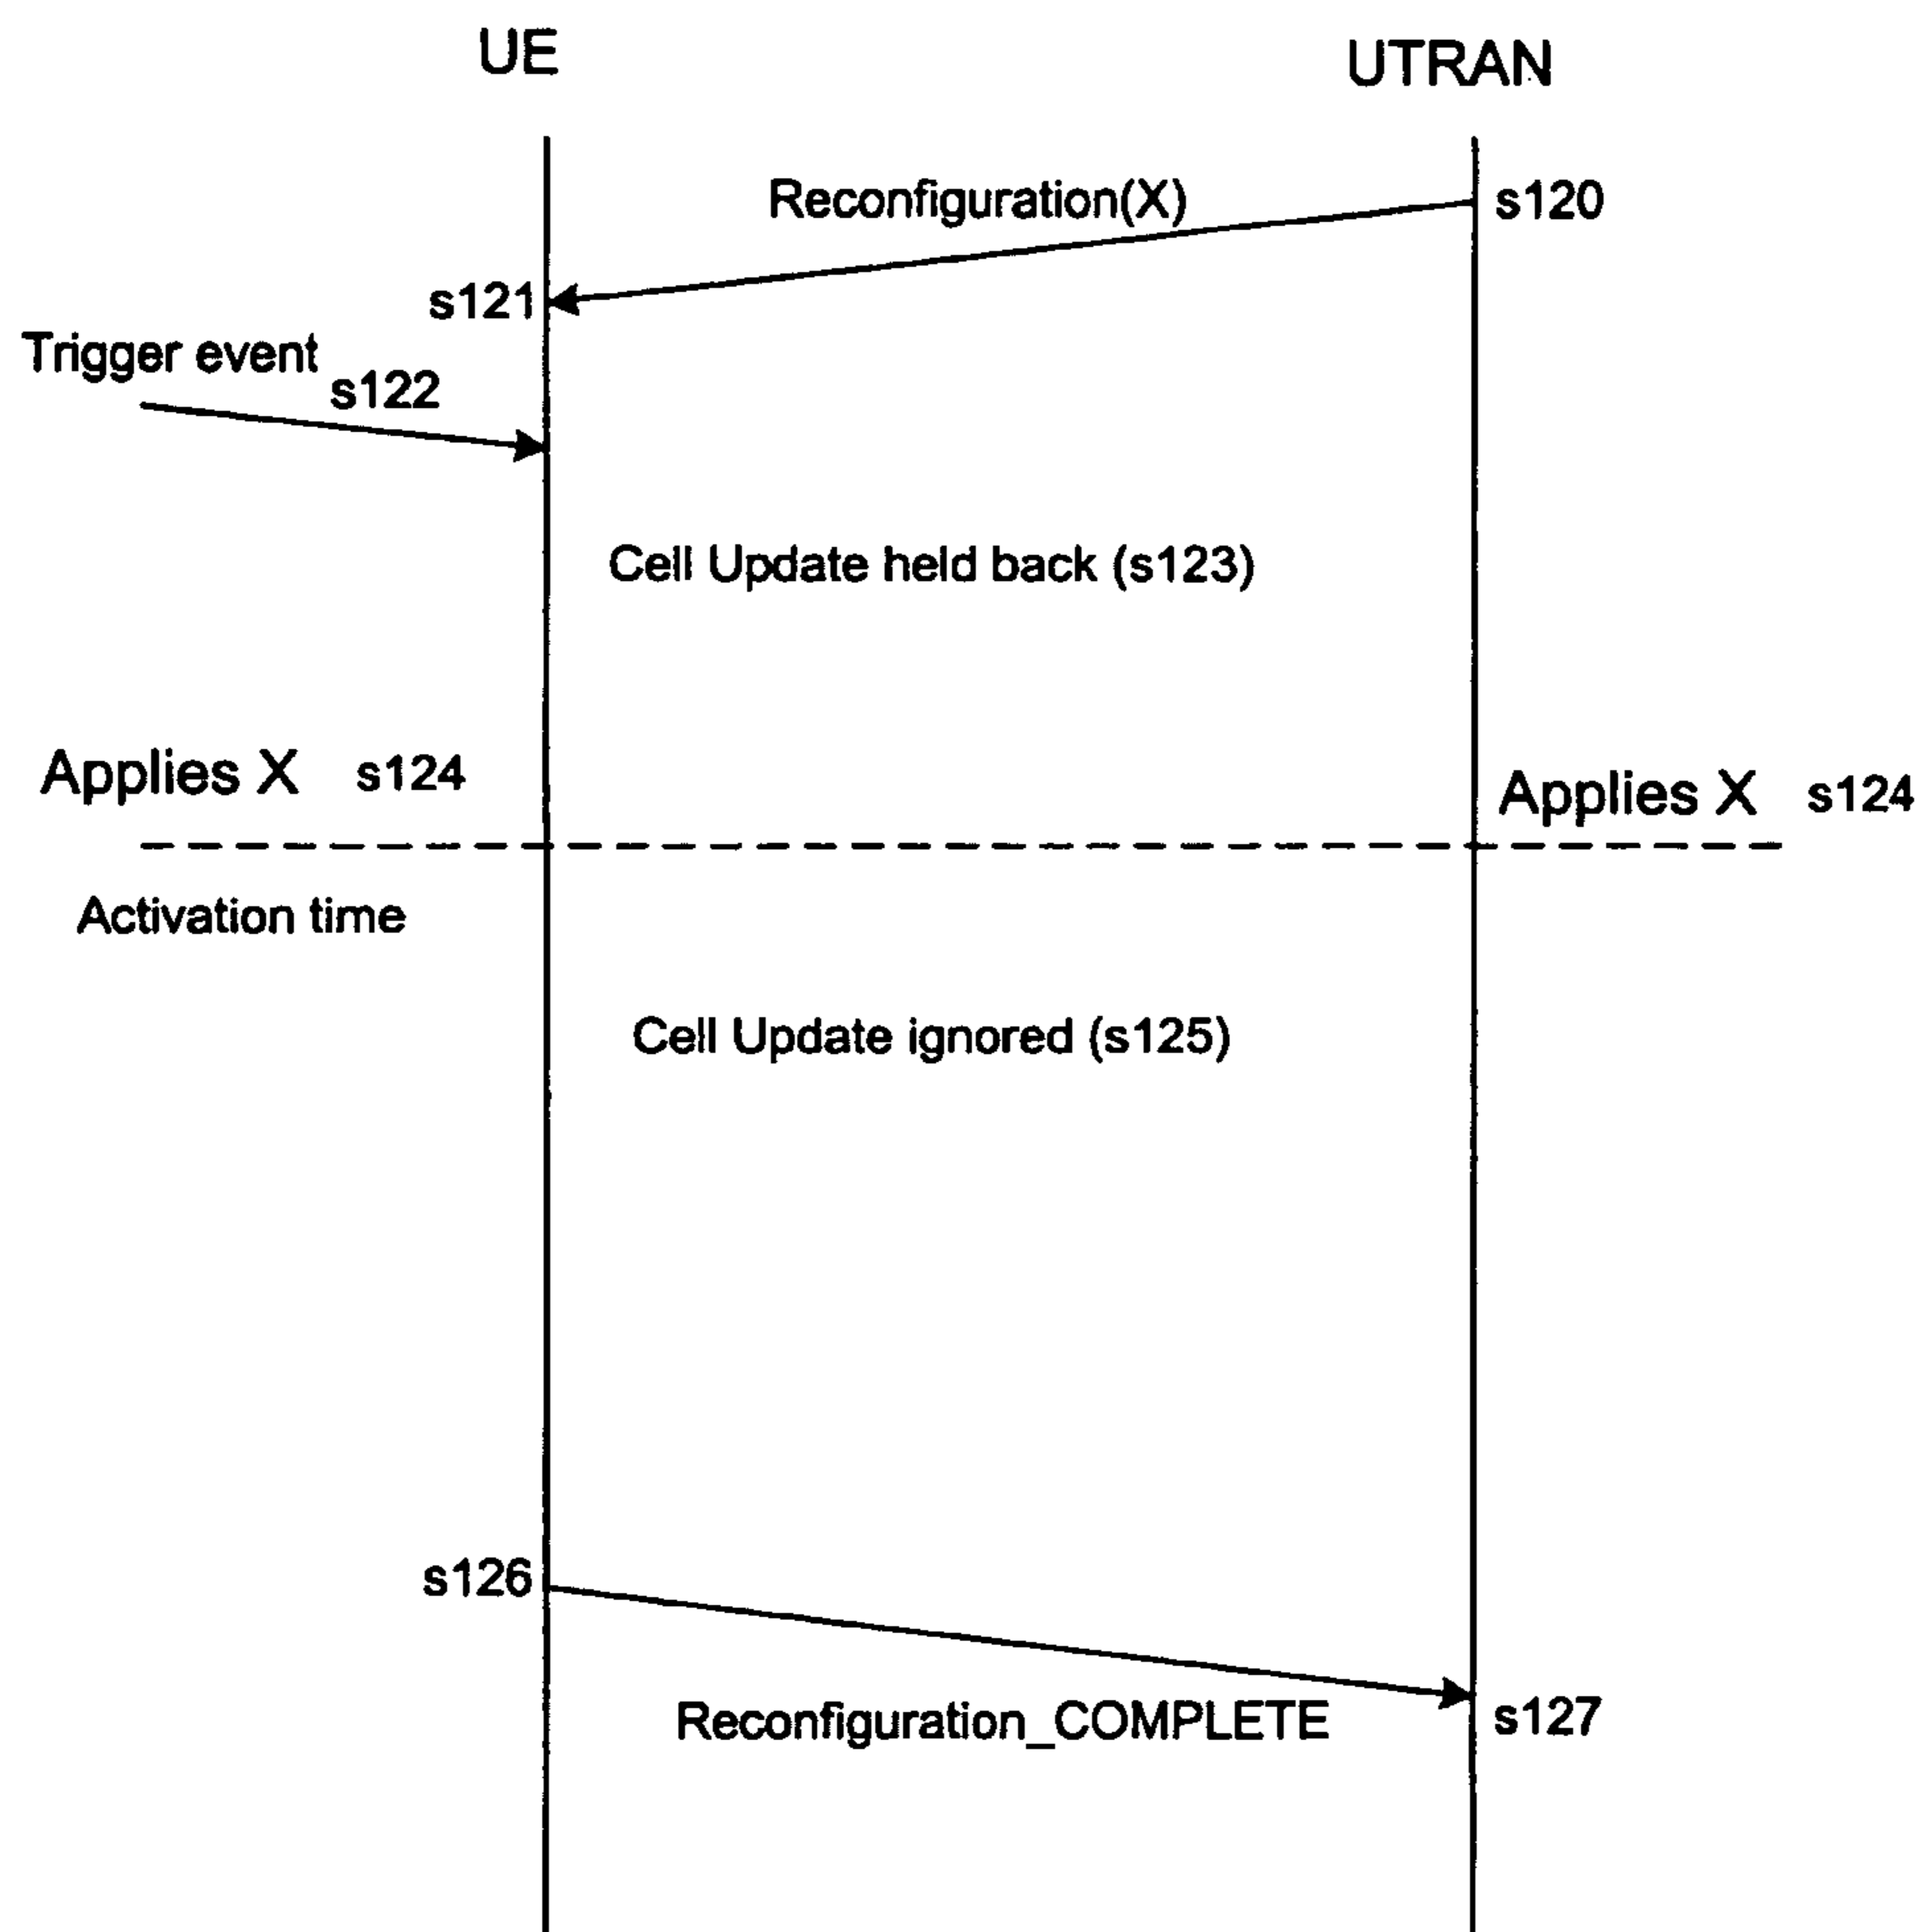 UE
UTRAN
Reconfiguration(X)
s120
s121
Trigger event
s122
Cell Update held back (s123)
Applies X s124
Applies X s124
Activation time
Cell Update ignored (s125)
s126
Reconfiguration_COMPLETE
s127